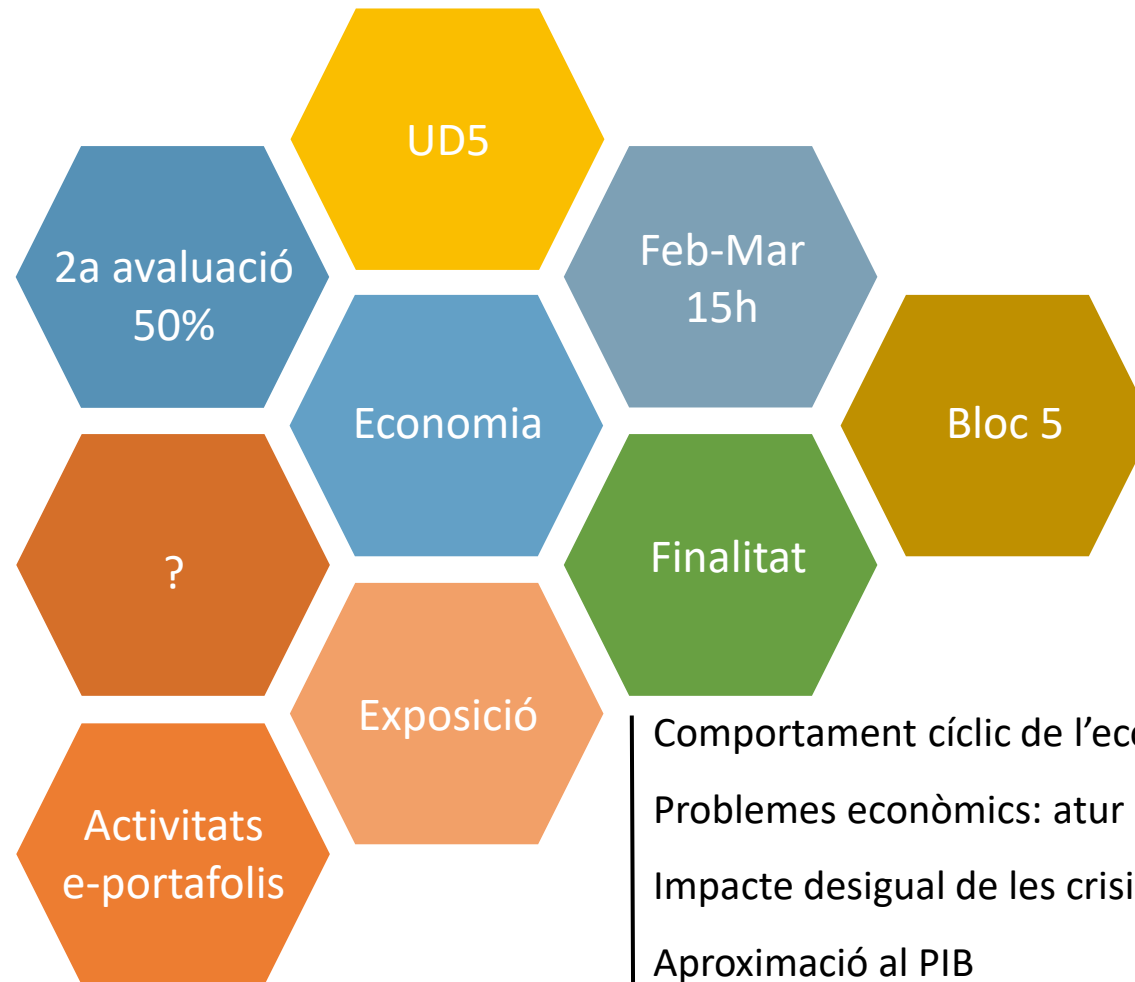 UD5
2a avaluació
50%
Feb-Mar
15h
Economia
Bloc 5
?
Finalitat
Exposició
Activitats
e-portafolis
Comportament cíclic de l’eco
Problemes econòmics: atur
Impacte desigual de les crisi
Aproximació al PIB